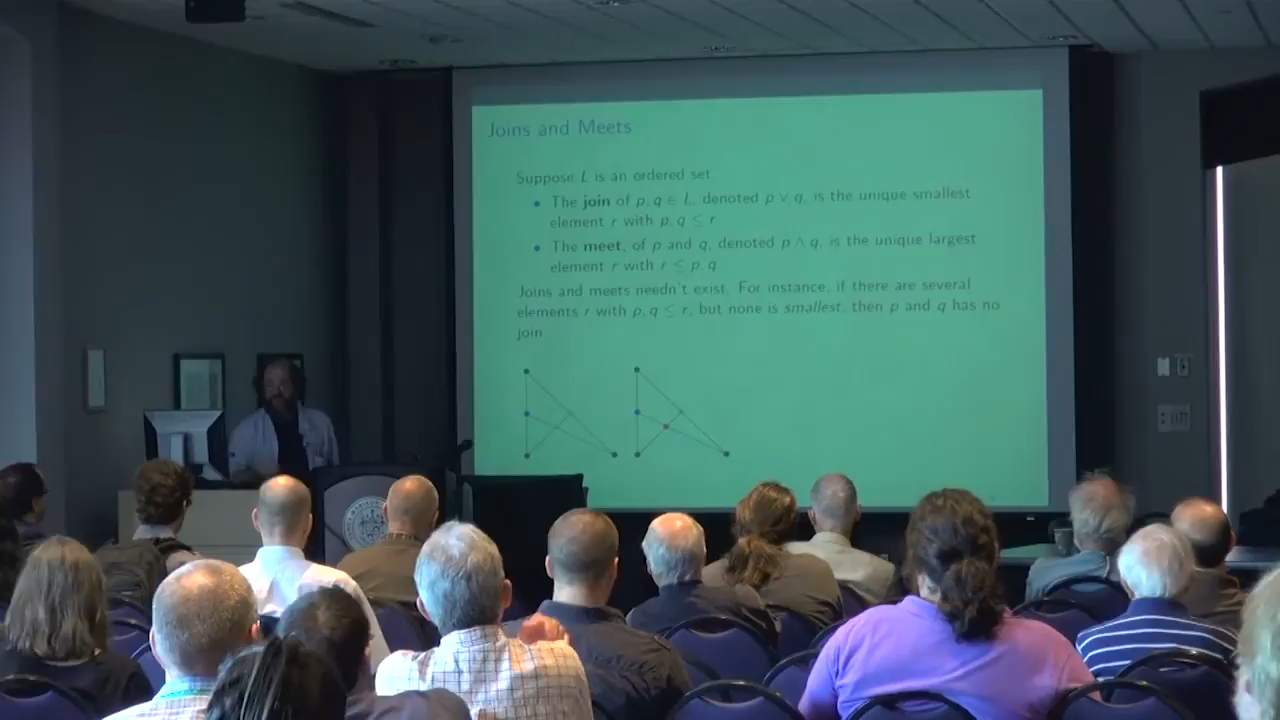 Joins and Meets
Suppose L is an ordered set.
• The join of p, q ∈ L, denoted p ∨ q, is the unique smallest
element r with p, q ≤ r
• The meet, of p and q, denoted p ∧ q, is the unique largest
element r with r ≤ p, q
Joins and meets needn't exist. For instance, if there are several
elements r with p, q ≤ r, but none is smallest, then p and q has no
join